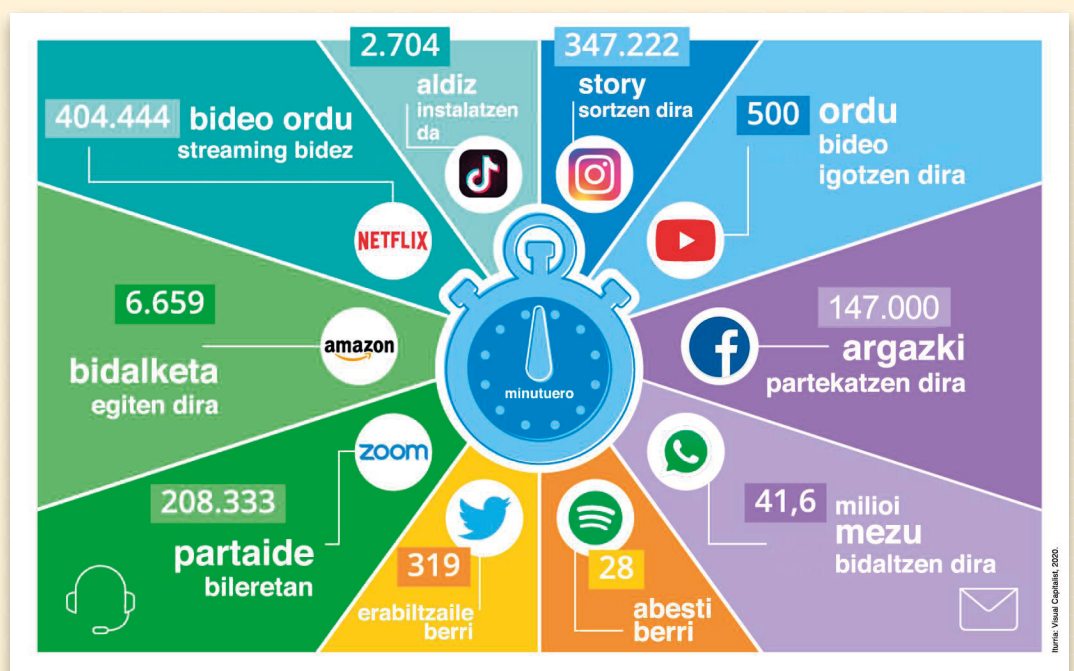 2.704
aldiz
instalatzen
da
347.222
story
sortzen dira
404.444 bideo ordu
streaming bidez
500 ordu
bideo
igotzen dira
NETFLIX
6.659
bidalketa
egiten dira
amazon
147.000
argazki
partekatzen dira
minutuero
zoom
208.333
partaide
bileretan
41,6 milioi
mezu
bidaltzen dira
319
erabiltzaile
berri
28
abesti
berri
Iturria: Visual Capitalist, 2020.